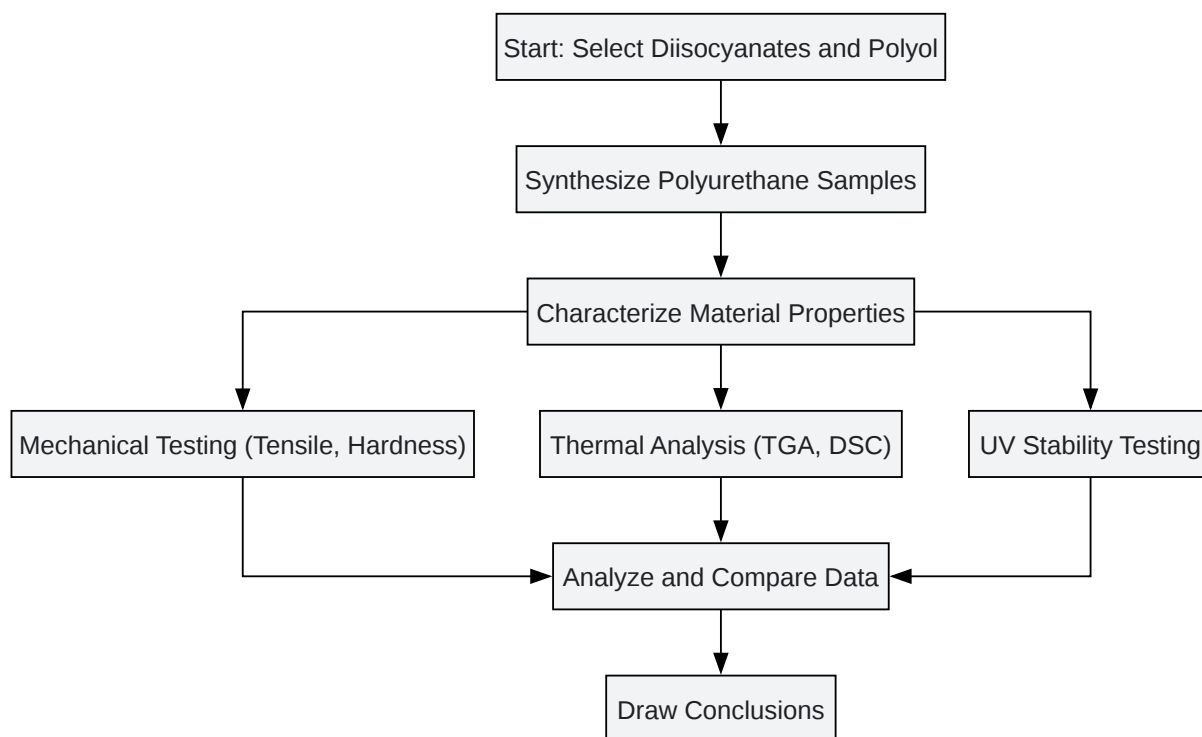 Start: Select Diisocyanates and Polyol
Synthesize Polyurethane Samples
Characterize Material Properties
Mechanical Testing (Tensile, Hardness)
Thermal Analysis (TGA, DSC)
UV Stability Testing
Analyze and Compare Data
Draw Conclusions